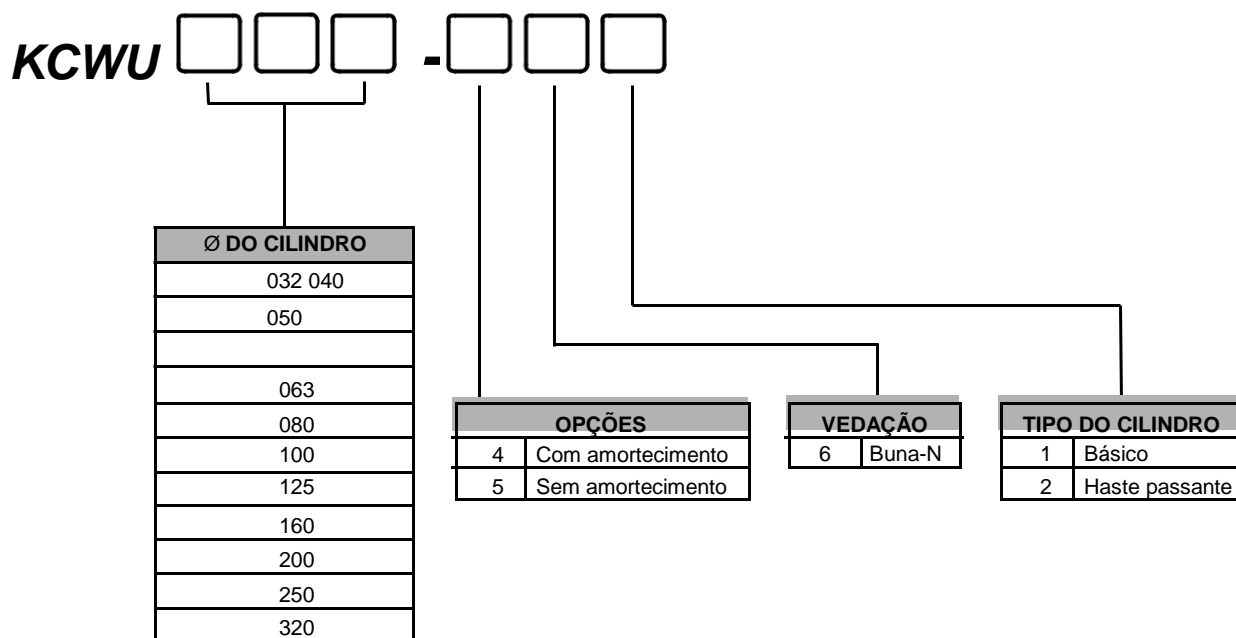 KCWU -
Ø DO CILINDRO
032 040
050
063
080
100
125
160
200
250
320
OPÇÕES
4 Com amortecimento
5 Sem amortecimento
VEDAÇÃO
6 Buna-N
TIPO DO CILINDRO
1 Básico
2 Haste passante